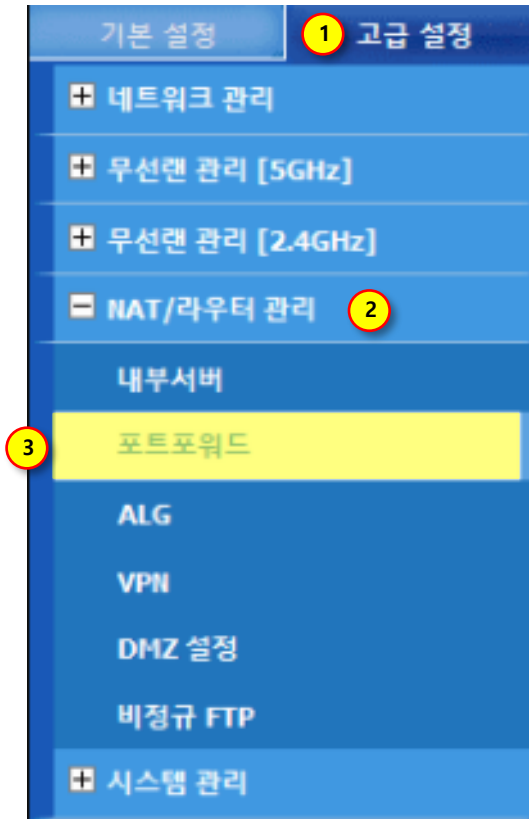 기본 설정 1 고급 설정
네트워크 관리
무선랜 관리 [5GHz]
무선랜 관리 [2.4GHz]
NAT/라우터 관리 2
내부서버
3 포트포워드
ALG
VPN
DMZ 설정
비정규 FTP
시스템 관리